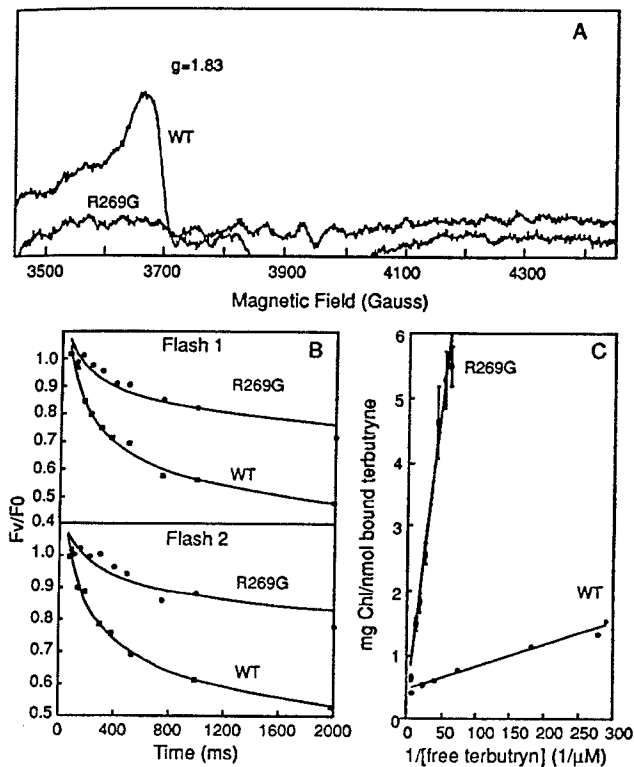 A
g=1.83
WT
R269G
3500 3700 3900 4100 4300
Magnetic Field (Gauss)
Flash 1
B
1.0
0.9
0.8
0.7
0.6
0.5
0.4
R269G
WT
Fv/F0
Flash 2
1.0
0.9
0.8
0.7
0.6
0.5
R269G
WT
0 400 800 1200 1600 2000
Time (ms)
C
6
5
4
3
2
1
0
R269G
WT
mg Chl/nmol bound terbutryne
0 50 100 150 200 250 300
1/[free terbutryn] (1/µM)